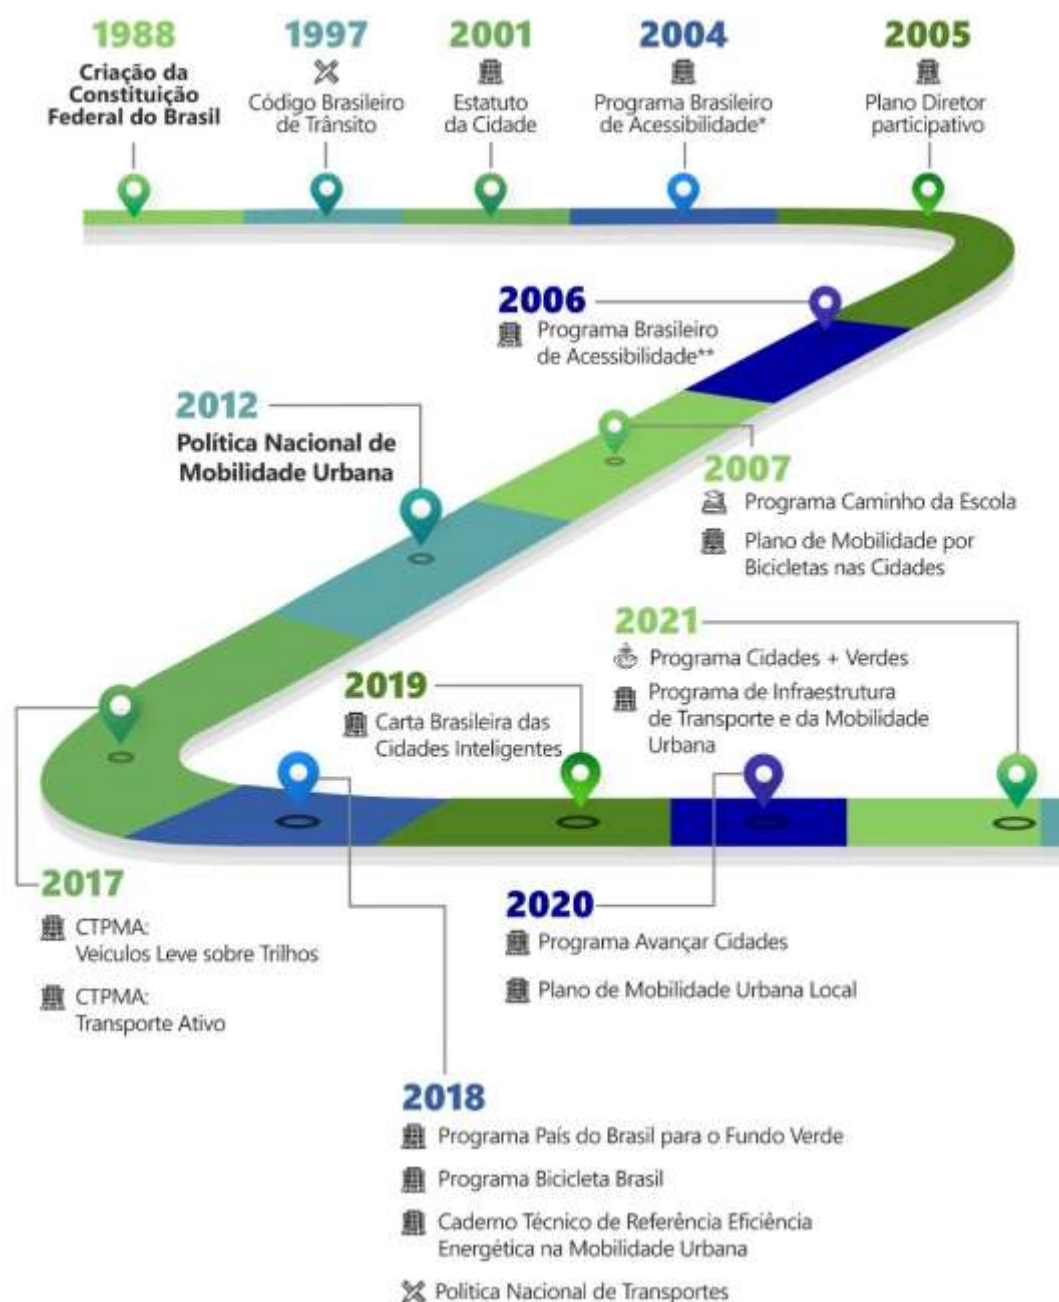 1988
Criação da
Constituição
Federal do Brasil
1997
Código Brasileiro
de Trânsito
2001
Estatuto
da Cidade
2004
Programa Brasileiro
de Acessibilidade*
2005
Plano Diretor
participativo
2006
Programa Brasileiro
de Acessibilidade**
2012
Política Nacional de
Mobilidade Urbana
2007
Programa Caminho da Escola
Plano de Mobilidade por
Bicicletas nas Cidades
2021
Programa Cidades + Verdes
Programa de Infraestrutura
de Transporte e da Mobilidade
Urbana
2019
Carta Brasileira das
Cidades Inteligentes
2017
CTPMA:
Veículos Leve sobre Trilhos
CTPMA:
Transporte Ativo
2020
Programa Avançar Cidades
Plano de Mobilidade Urbana Local
2018
Programa País do Brasil para o Fundo Verde
Programa Bicicleta Brasil
Caderno Técnico de Referência Eficiência
Energética na Mobilidade Urbana
Política Nacional de Transportes